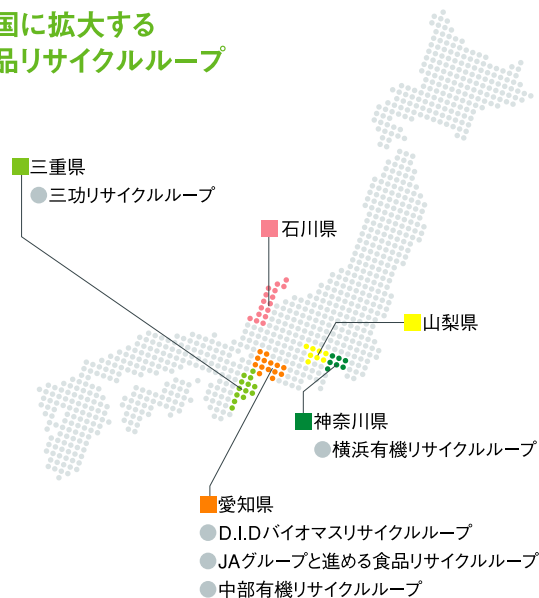 国に拡大する
品リサイクルループ
三重県
三功リサイクルループ
石川県
山梨県
神奈川県
横浜有機リサイクルループ
愛知県
D.I.Dバイオマスリサイクルループ
JAグループと進める食品リサイクルループ
中部有機リサイクルループ